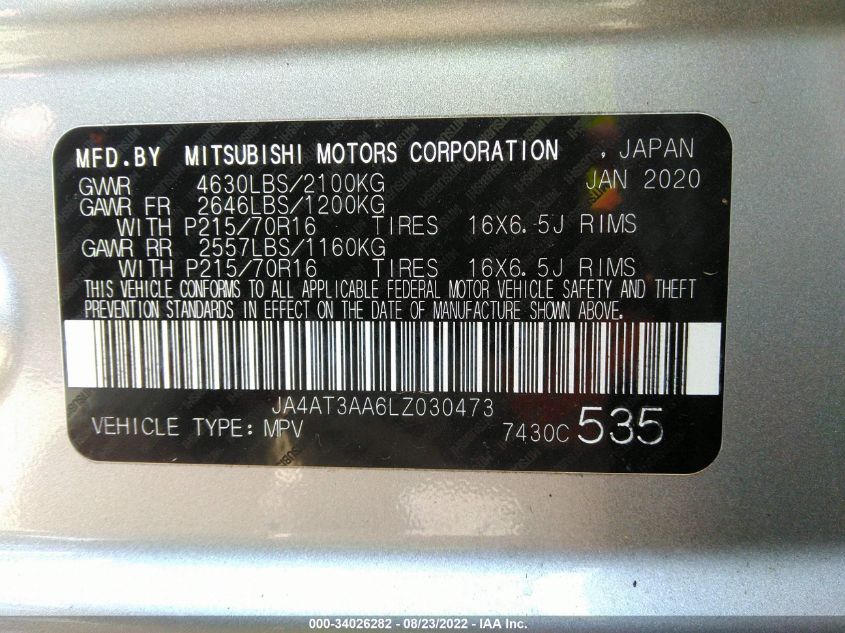 MFD.BY MITSUBISHI MOTORS CORPORATION , JAPAN
GVWR 4630LBS/2100KG JAN 2020
GAWR FR 2646LBS/1200KG
WITH P215/70R16 TIRES 16X6.5J RIMS
GAWR RR 2557LBS/1160KG
WITH P215/70R16 TIRES 16X6.5J RIMS
THIS VEHICLE CONFORMS TO ALL APPLICABLE FEDERAL MOTOR VEHICLE SAFETY AND THEFT
PREVENTION STANDARDS IN EFFECT ON THE DATE OF MANUFACTURE SHOWN ABOVE.
JA4AT3AA6LZ030473
VEHICLE TYPE: MPV 7430C 535
000-34026282 - 08/23/2022 - IAA Inc.